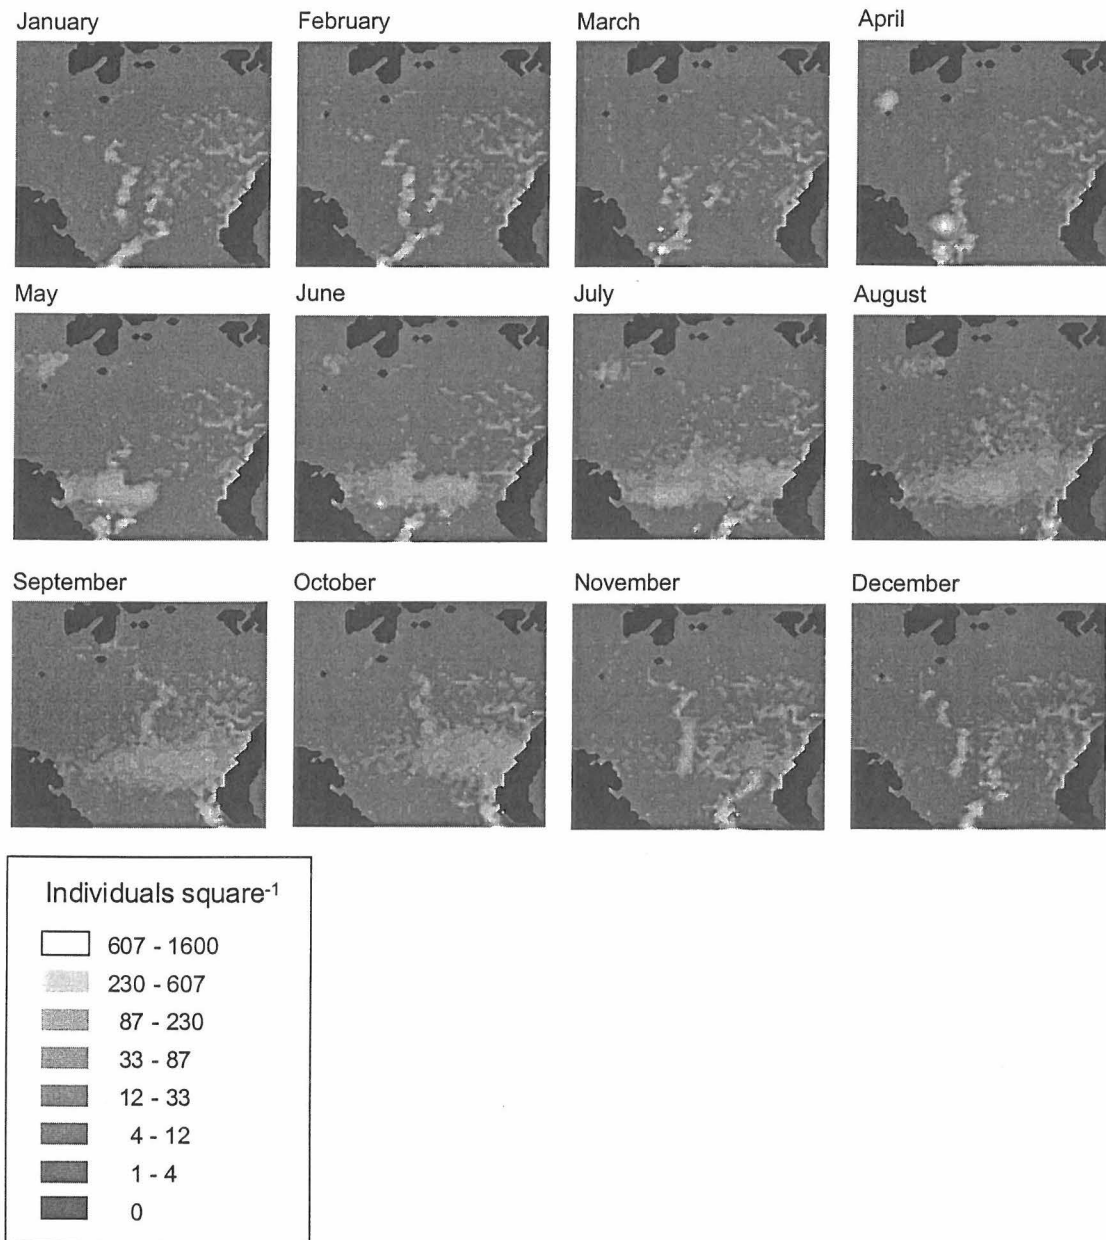 January February March April
May June July August
September October November December
Individuals square⁻¹
607 - 1600
230 - 607
87 - 230
33 - 87
12 - 33
4 - 12
1 - 4
0